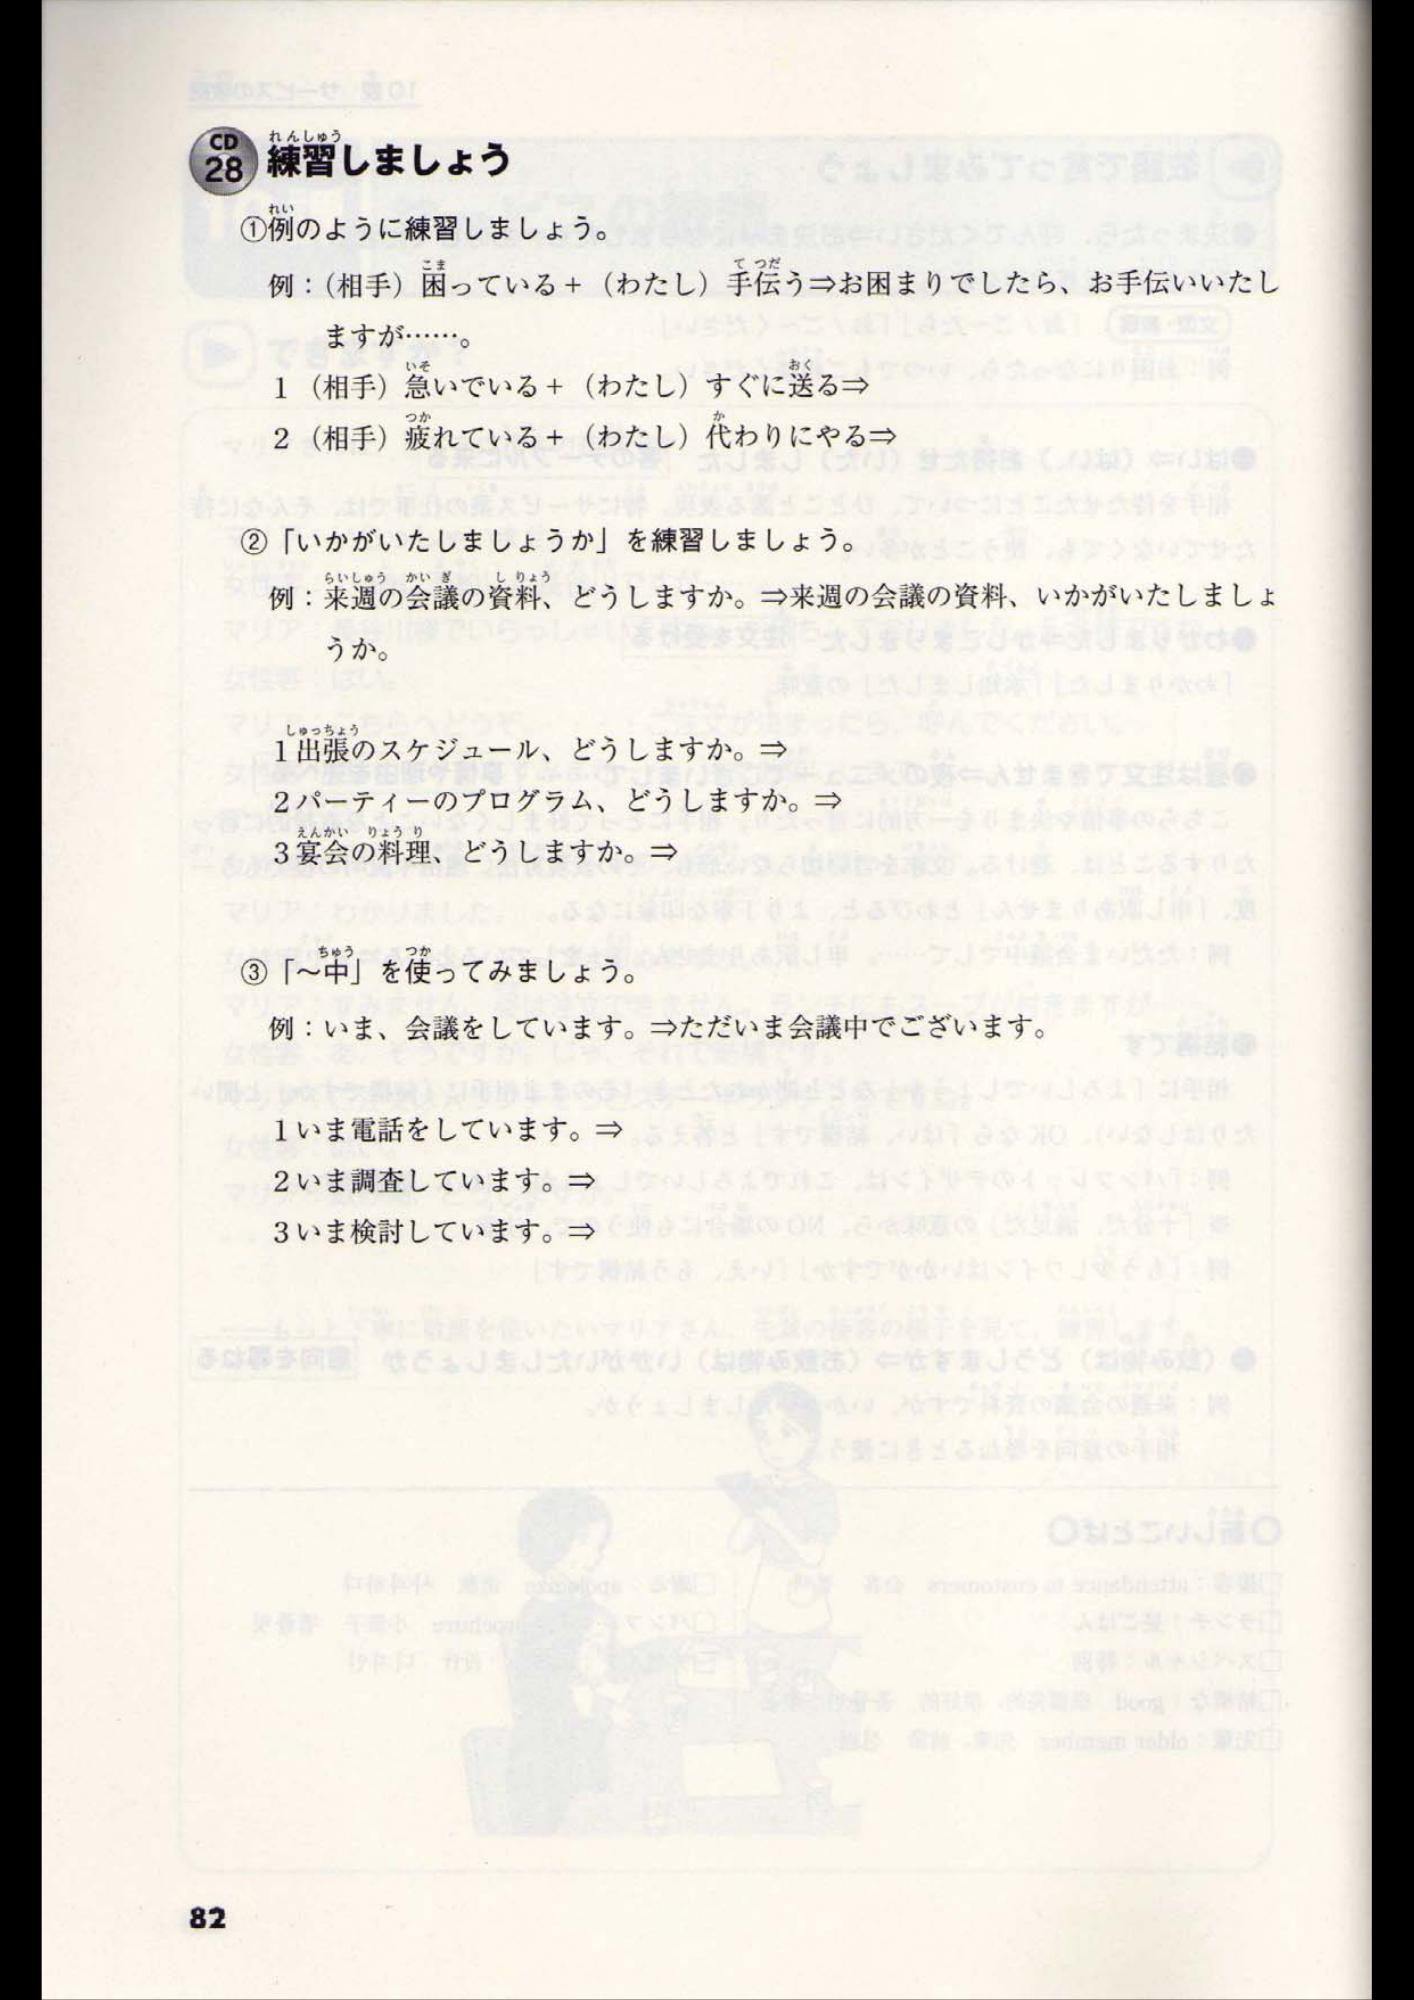 CD
28
練習しましょう
①例のように練習しましょう。
例：（相手）困っている＋（わたし）手伝う⇒お困りでしたら、お手伝いいたし
ますが……。
1 （相手）急いでいる＋（わたし）すぐに送る⇒
2 （相手）疲れている＋（わたし）代わりにやる⇒
②「いかがいたしましょうか」を練習しましょう。
例：来週の会議の資料、どうしますか。⇒来週の会議の資料、いかがいたしましょ
うか。
1出張のスケジュール、どうしますか。⇒
2パーティーのプログラム、どうしますか。⇒
3宴会の料理、どうしますか。⇒
③「～中」を使ってみましょう。
例：いま、会議をしています。⇒ただいま会議中でございます。
1いま電話をしています。⇒
2いま調査しています。⇒
3いま検討しています。⇒
82